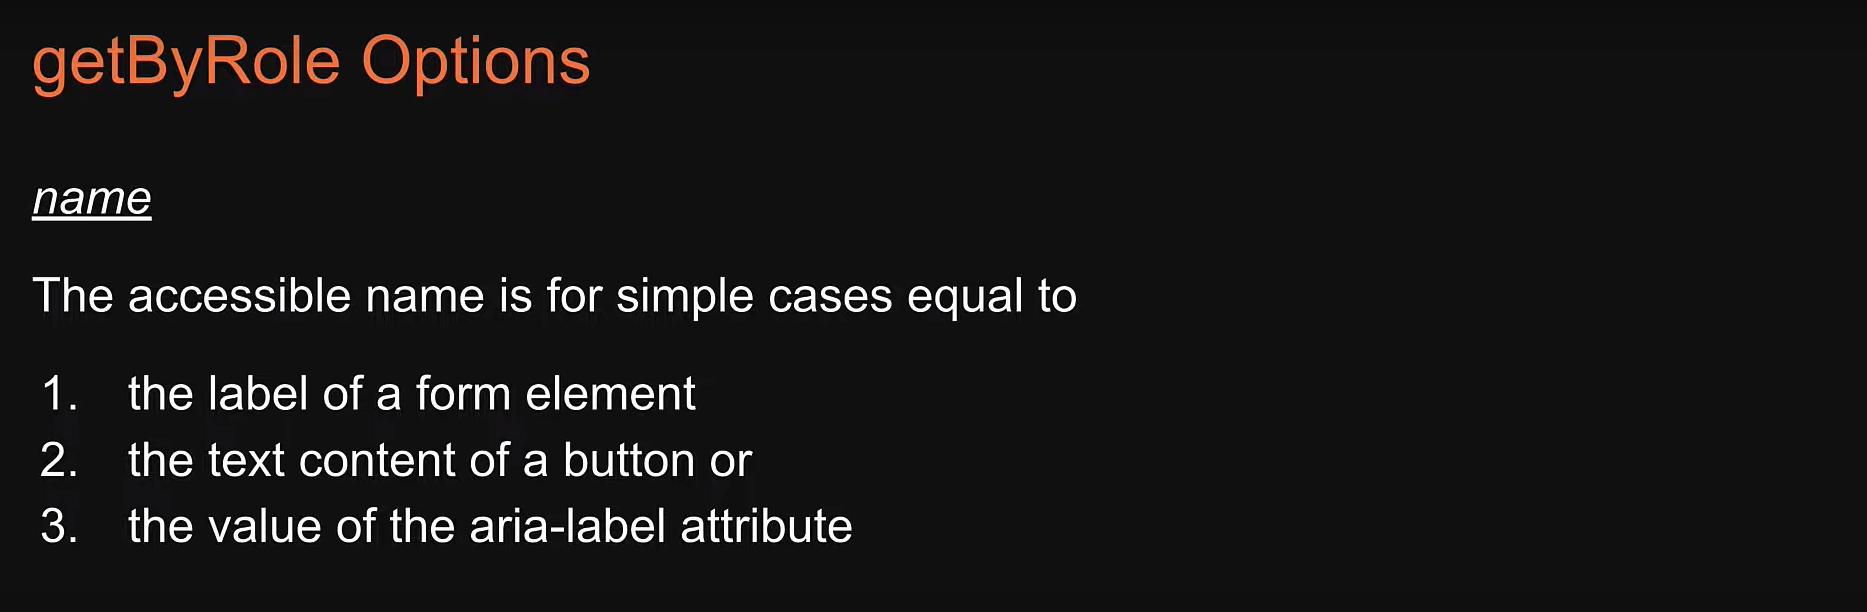 getByRole Options
name
The accessible name is for simple cases equal to
1. the label of a form element
2. the text content of a button or
3. the value of the aria-label attribute